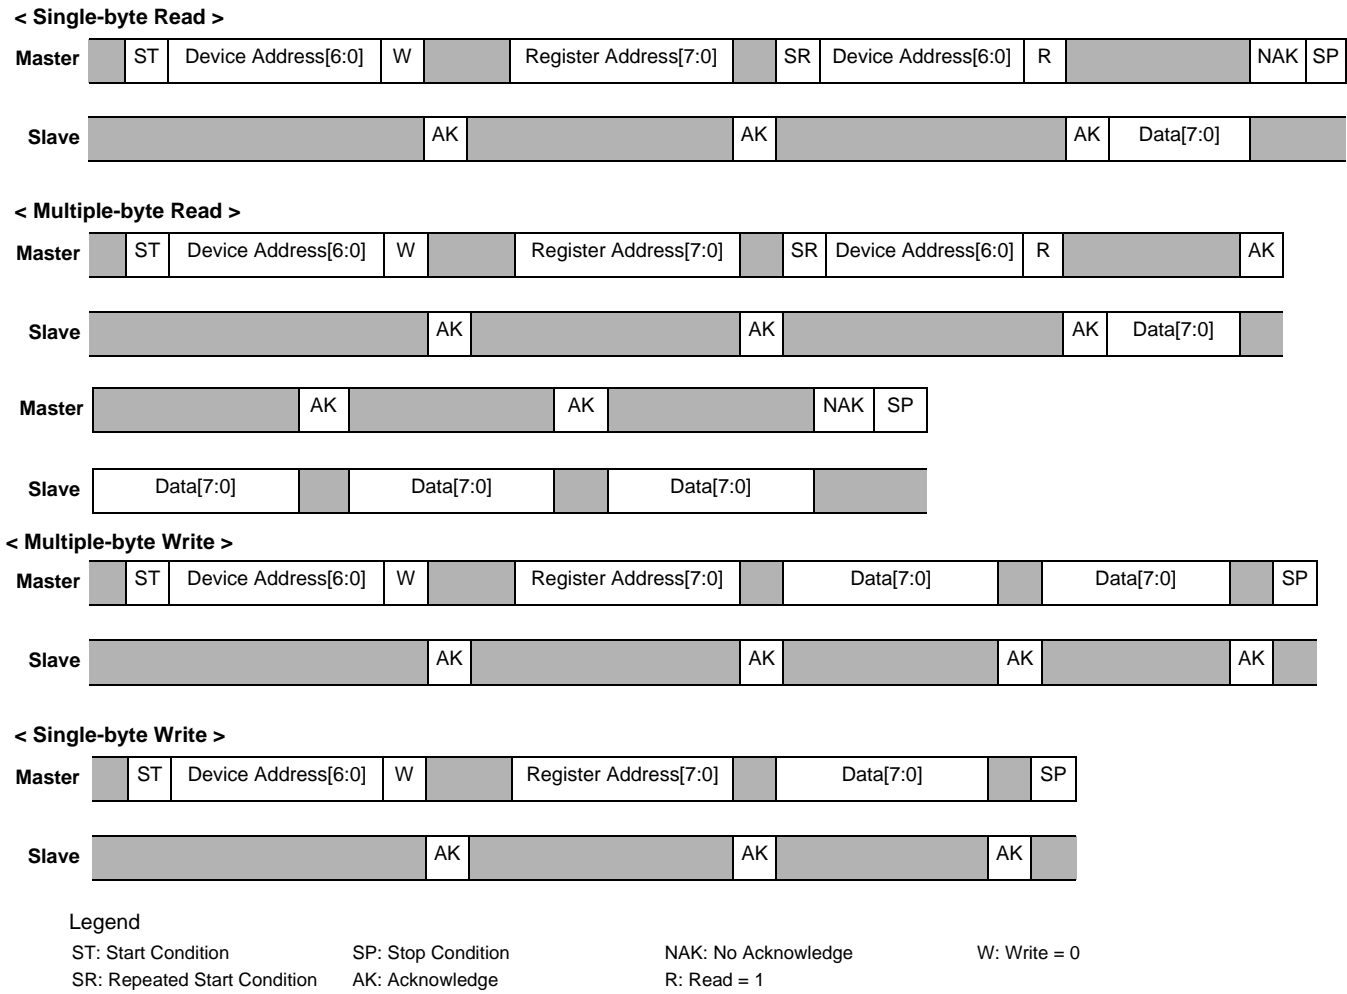 < Single-byte Read >
Master ST Device Address[6:0] W Register Address[7:0] SR Device Address[6:0] R NAK SP
Slave AK AK AK Data[7:0]
< Multiple-byte Read >
Master ST Device Address[6:0] W Register Address[7:0] SR Device Address[6:0] R AK
Slave AK AK AK Data[7:0]
Master AK AK NAK SP
Slave Data[7:0] Data[7:0] Data[7:0]
< Multiple-byte Write >
Master ST Device Address[6:0] W Register Address[7:0] Data[7:0] Data[7:0] SP
Slave AK AK AK AK
< Single-byte Write >
Master ST Device Address[6:0] W Register Address[7:0] Data[7:0] SP
Slave AK AK AK
Legend
ST: Start Condition SP: Stop Condition NAK: No Acknowledge W: Write = 0
SR: Repeated Start Condition AK: Acknowledge R: Read = 1